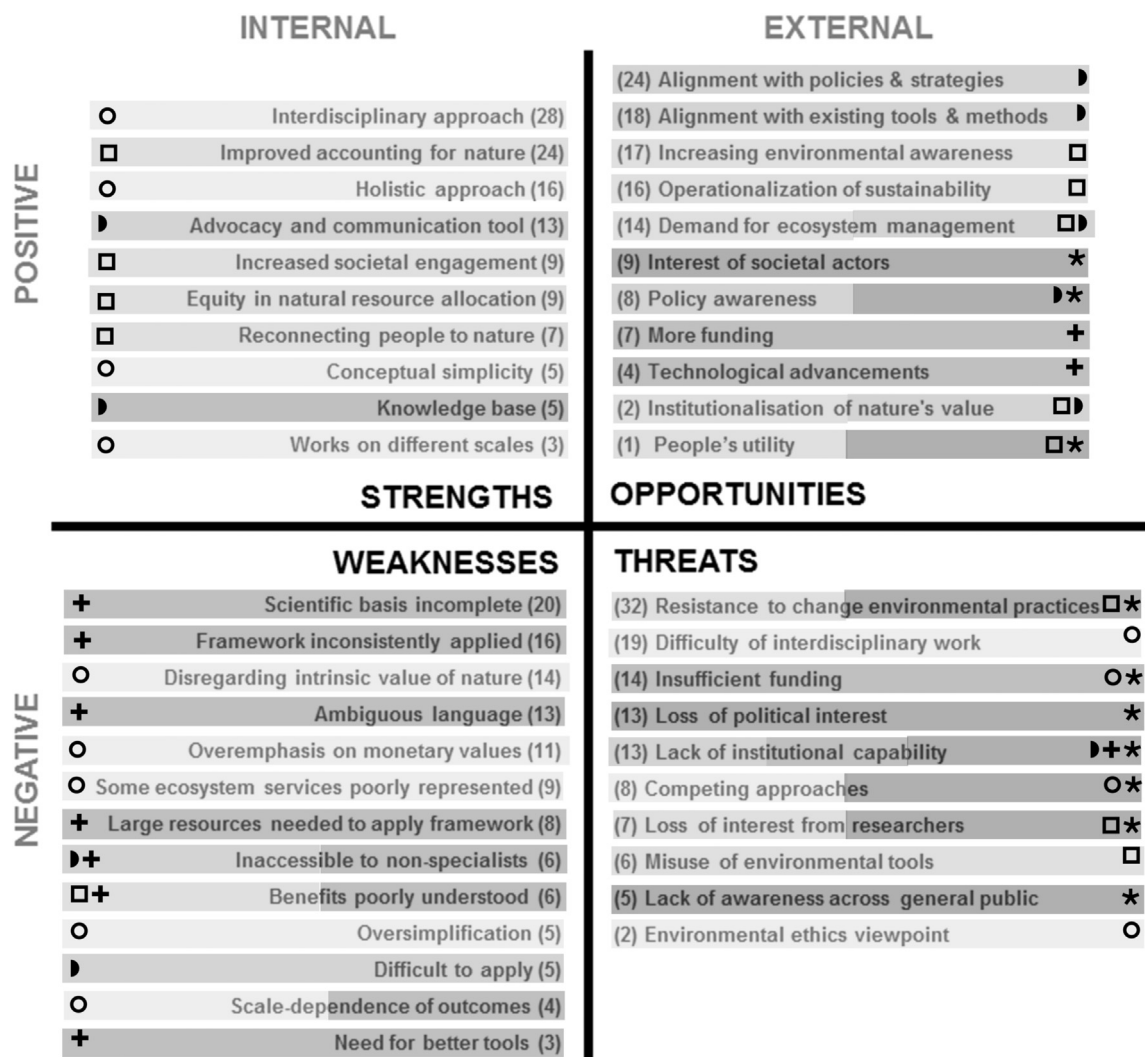 INTERNAL
EXTERNAL
POSITIVE
Interdisciplinary approach (28)
Improved accounting for nature (24)
Holistic approach (16)
Advocacy and communication tool (13)
Increased societal engagement (9)
Equity in natural resource allocation (9)
Reconnecting people to nature (7)
Conceptual simplicity (5)
Knowledge base (5)
Works on different scales (3)
STRENGTHS
(24) Alignment with policies & strategies
(18) Alignment with existing tools & methods
(17) Increasing environmental awareness
(16) Operationalization of sustainability
(14) Demand for ecosystem management
(9) Interest of societal actors
(8) Policy awareness
(7) More funding
(4) Technological advancements
(2) Institutionalisation of nature's value
(1) People's utility
OPPORTUNITIES
NEGATIVE
WEAKNESSES
Scientific basis incomplete (20)
Framework inconsistently applied (16)
Disregarding intrinsic value of nature (14)
Ambiguous language (13)
Overemphasis on monetary values (11)
Some ecosystem services poorly represented (9)
Large resources needed to apply framework (8)
Inaccessible to non-specialists (6)
Benefits poorly understood (6)
Oversimplification (5)
Difficult to apply (5)
Scale-dependence of outcomes (4)
Need for better tools (3)
THREATS
(32) Resistance to change environmental practices
(19) Difficulty of interdisciplinary work
(14) Insufficient funding
(13) Loss of political interest
(13) Lack of institutional capability
(8) Competing approaches
(7) Loss of interest from researchers
(6) Misuse of environmental tools
(5) Lack of awareness across general public
(2) Environmental ethics viewpoint